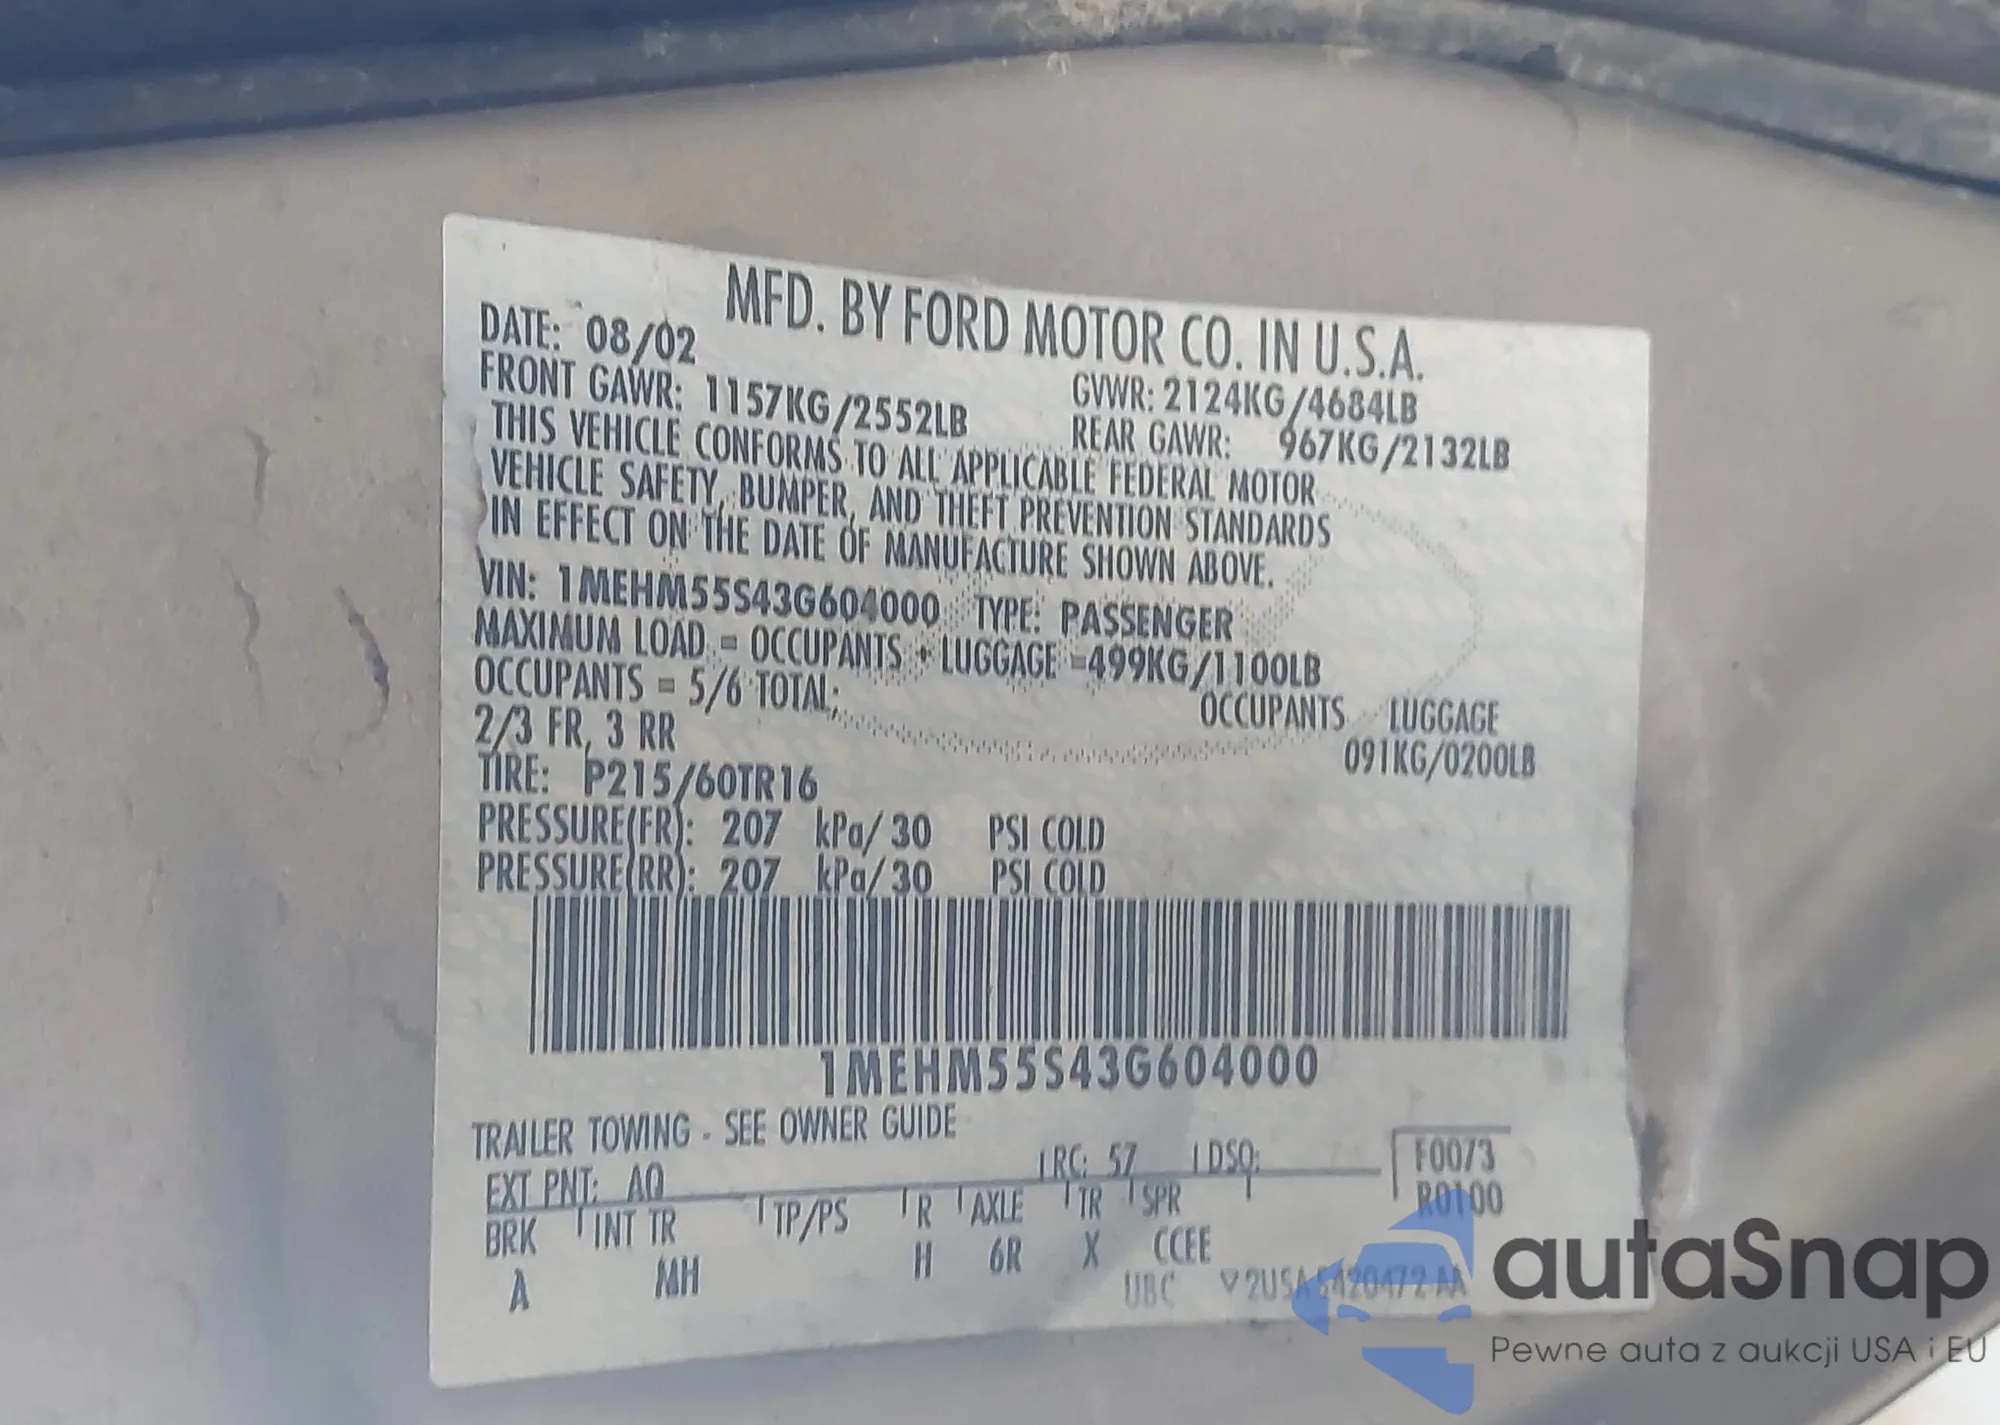 MFD. BY FORD MOTOR CO. IN U.S.A.
DATE: 08/02 GVWR: 2124KG/4684LB
FRONT GAWR: 1157KG/2552LB REAR GAWR: 967KG/2132LB
THIS VEHICLE CONFORMS TO ALL APPLICABLE FEDERAL MOTOR
VEHICLE SAFETY, BUMPER, AND THEFT PREVENTION STANDARDS
IN EFFECT ON THE DATE OF MANUFACTURE SHOWN ABOVE.
VIN: 1MEHM55S43G604000 TYPE: PASSENGER
MAXIMUM LOAD = OCCUPANTS + LUGGAGE =499KG/1100LB
OCCUPANTS = 5/6 TOTAL; OCCUPANTS LUGGAGE
2/3 FR, 3 RR 091KG/0200LB
TIRE: P215/60TR16
PRESSURE(FR): 207 kPa/30 PSI COLD
PRESSURE(RR): 207 kPa/30 PSI COLD
1MEHM55S43G604000
TRAILER TOWING - SEE OWNER GUIDE
EXT PNT: AQ RC: 57 DSO: F0073
BRK INT TR TP/PS R AXLE TR SPR R0100
A MH H 6R X CCEE
UBC 2USA 5420472 AA
autaSnap
Pewne auta z aukcji USA i EU